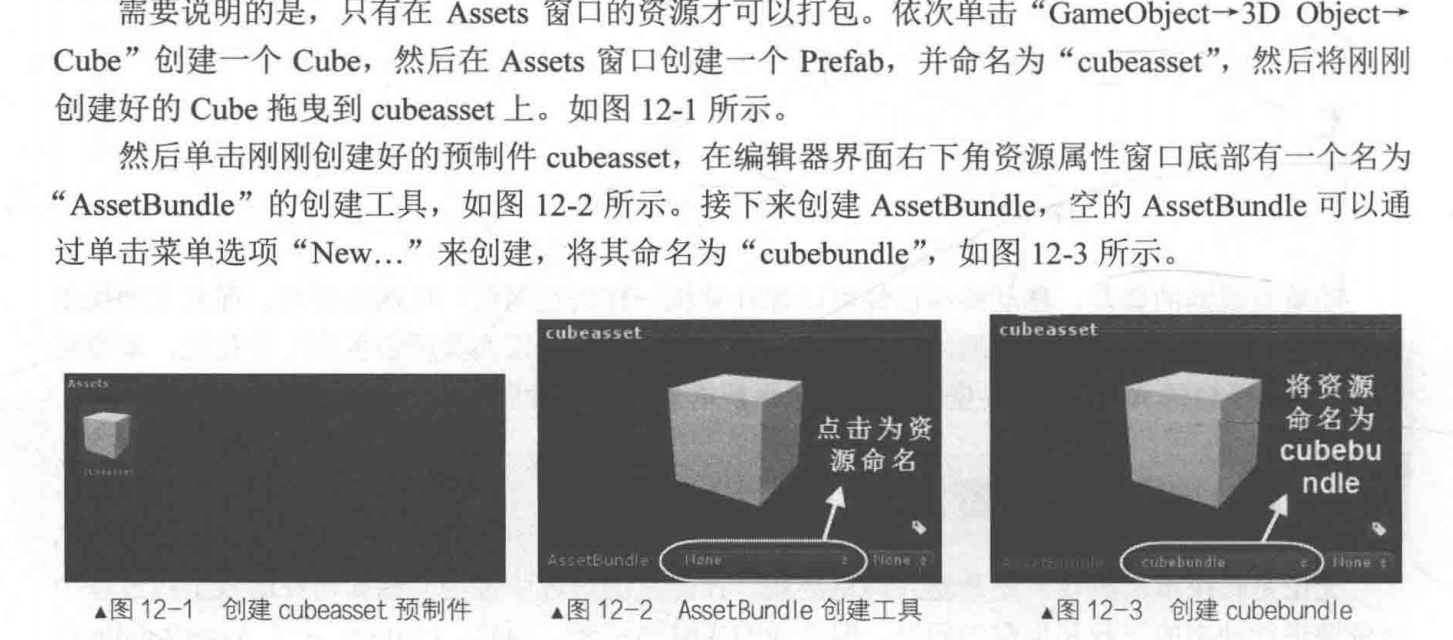 需要说明的是，只有在 Assets 窗口的资源才可以打包。依次单击“GameObject→3D Object→
Cube”创建一个 Cube，然后在 Assets 窗口创建一个 Prefab，并命名为“cubeasset”，然后将刚刚
创建好的 Cube 拖曳到 cubeasset 上。如图 12-1 所示。
然后单击刚刚创建好的预制件 cubeasset，在编辑器界面右下角资源属性窗口底部有一个名为
“AssetBundle”的创建工具，如图 12-2 所示。接下来创建 AssetBundle，空的 AssetBundle 可以通
过单击菜单选项“New…”来创建，将其命名为“cubebundle”，如图 12-3 所示。
Assets
cubeasset
▲图 12-1 创建 cubeasset 预制件
cubeasset
点击为资
源命名
AssetBundle None None
▲图 12-2 AssetBundle 创建工具
cubeasset
将资源
命名为
cubebu
ndle
AssetBundle cubebundle None
▲图 12-3 创建 cubebundle